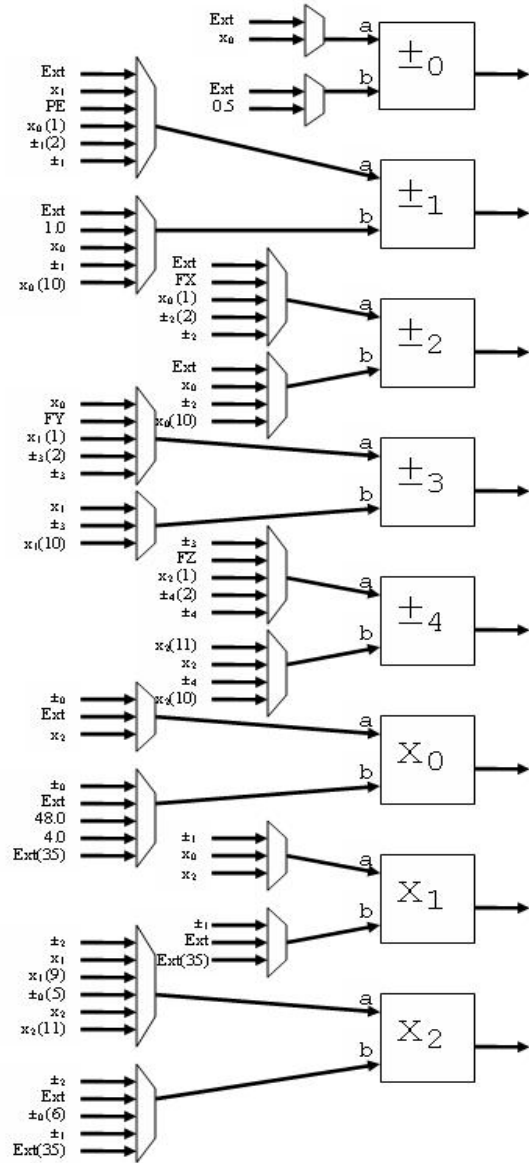 Ext
x₀
a
Ext
0.5
b
±₀
Ext
x₁
PE
x₀(1)
±₁(2)
±₁
a
Ext
1.0
x₀
±₁
x₀(10)
b
±₁
Ext
FX
x₀(1)
±₂(2)
±₂
a
Ext
x₀
±₂
x₀(10)
b
±₂
x₀
FY
x₁(1)
±₃(2)
±₃
a
x₁
±₃
x₁(10)
b
±₃
±₃
FZ
x₂(1)
±₄(2)
±₄
a
x₂(11)
x₂
±₄
x₂(10)
b
±₄
±₀
Ext
x₂
a
±₀
Ext
48.0
4.0
Ext(35)
b
X₀
±₁
x₀
x₂
a
±₁
Ext
Ext(35)
b
X₁
±₂
x₁
x₁(9)
±₀(5)
x₂
x₂(11)
a
±₂
Ext
±₀(6)
±₁
Ext(35)
b
X₂